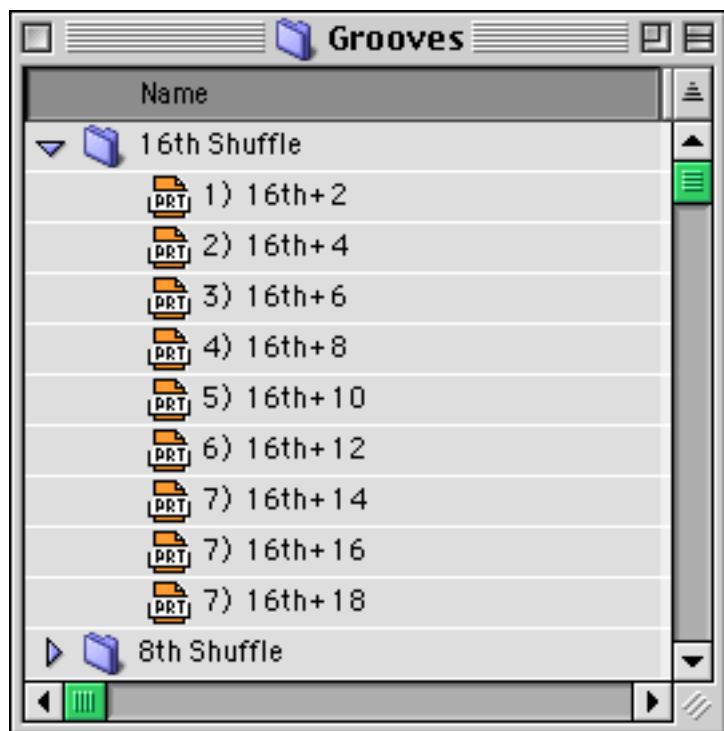 Grooves
Name
16th Shuffle
PRT 1) 16th+2
PRT 2) 16th+4
PRT 3) 16th+6
PRT 4) 16th+8
PRT 5) 16th+10
PRT 6) 16th+12
PRT 7) 16th+14
PRT 7) 16th+16
PRT 7) 16th+18
8th Shuffle